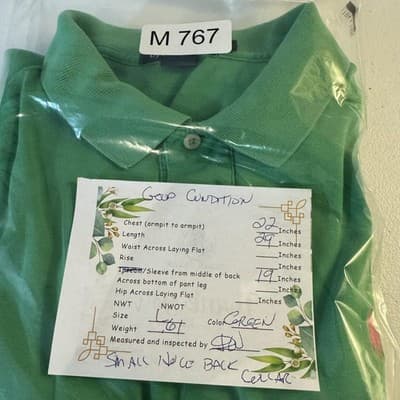 M 767
Good Condition
Chest (armpit to armpit) 22 Inches
Length 29 Inches
Waist Across Laying Flat Inches
Rise Inches
Inseam/Sleeve from middle of back 19 Inches
Across bottom of pant leg
Hip Across Laying Flat Inches
NWT NWOT
Size Color GREEN
Weight
Measured and inspected by
SMALL HOLE BACK
COLLAR